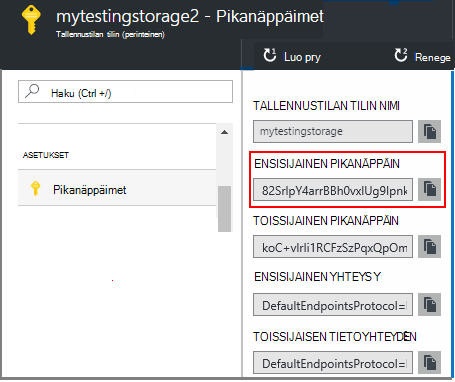 mytestingstorage2 - Pikanäppäimet
Tallennustilan tilin (perinteinen)
Luo pry
Renege
Haku (Ctrl +/)
ASETUKSET
Pikanäppäimet
TALLENNUSTILAN TILIN NIMI
mytestingstorage
ENSISIJAINEN PIKANÄPPÄIN
82SrlpY4arrBBh0vxIUg9Ipnk
TOISSIJAINEN PIKANÄPPÄIN
koC+vlrli1RCFzSzPqxQpOm
ENSISIJAINEN YHTEYS Y
DefaultEndpointsProtocol=
TOISSIJAISEN TIETOYHTEYDEN
DefaultEndpointsProtocol=